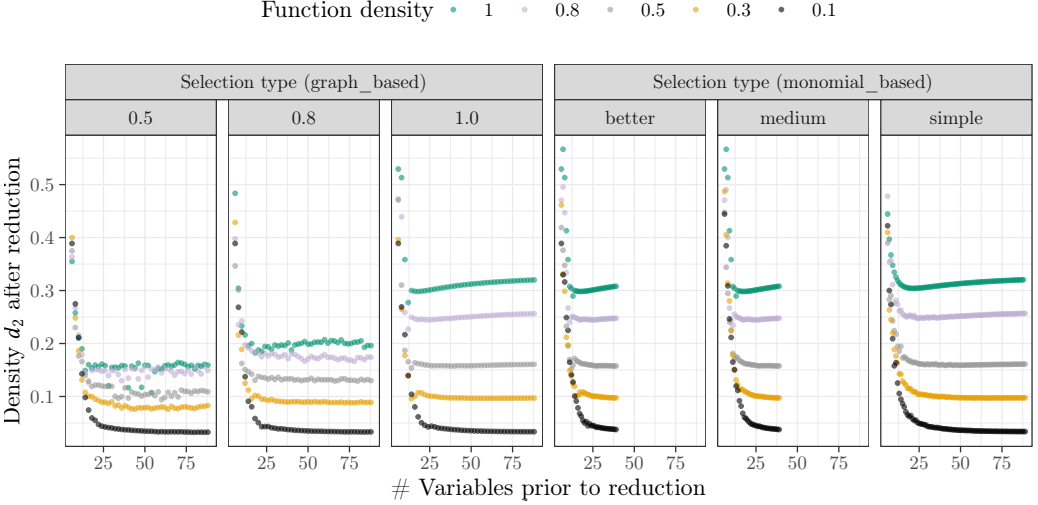 Function density 1 0.8 0.5 0.3 0.1
Selection type (graph_based) Selection type (monomial_based)
0.5 0.8 1.0 better medium simple
Density d2 after reduction
0.5
0.4
0.3
0.2
0.1
25 50 75 25 50 75 25 50 75 25 50 75 25 50 75 25 50 75
# Variables prior to reduction